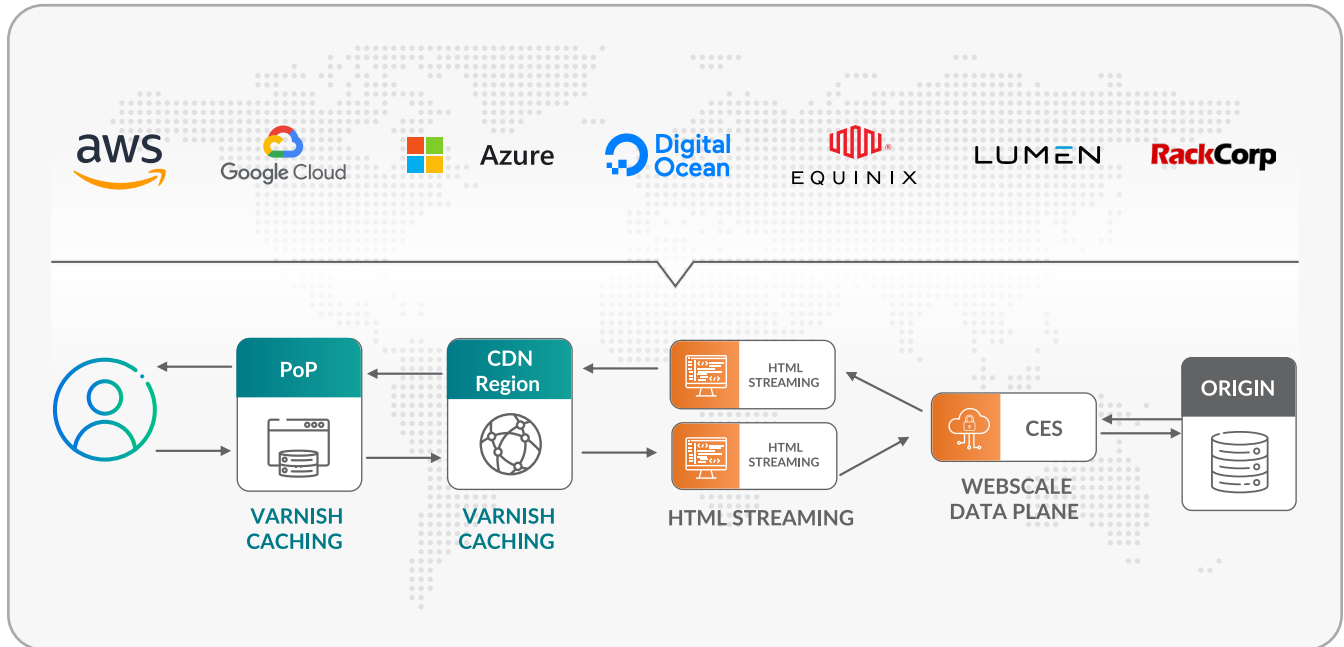 aws
Google Cloud
Azure
Digital
Ocean
EQUINIX
LUMEN
RackCorp
PoP
CDN
Region
HTML
STREAMING
HTML
STREAMING
CES
ORIGIN
VARNISH
CACHING
VARNISH
CACHING
HTML STREAMING
WEBSCALE
DATA PLANE